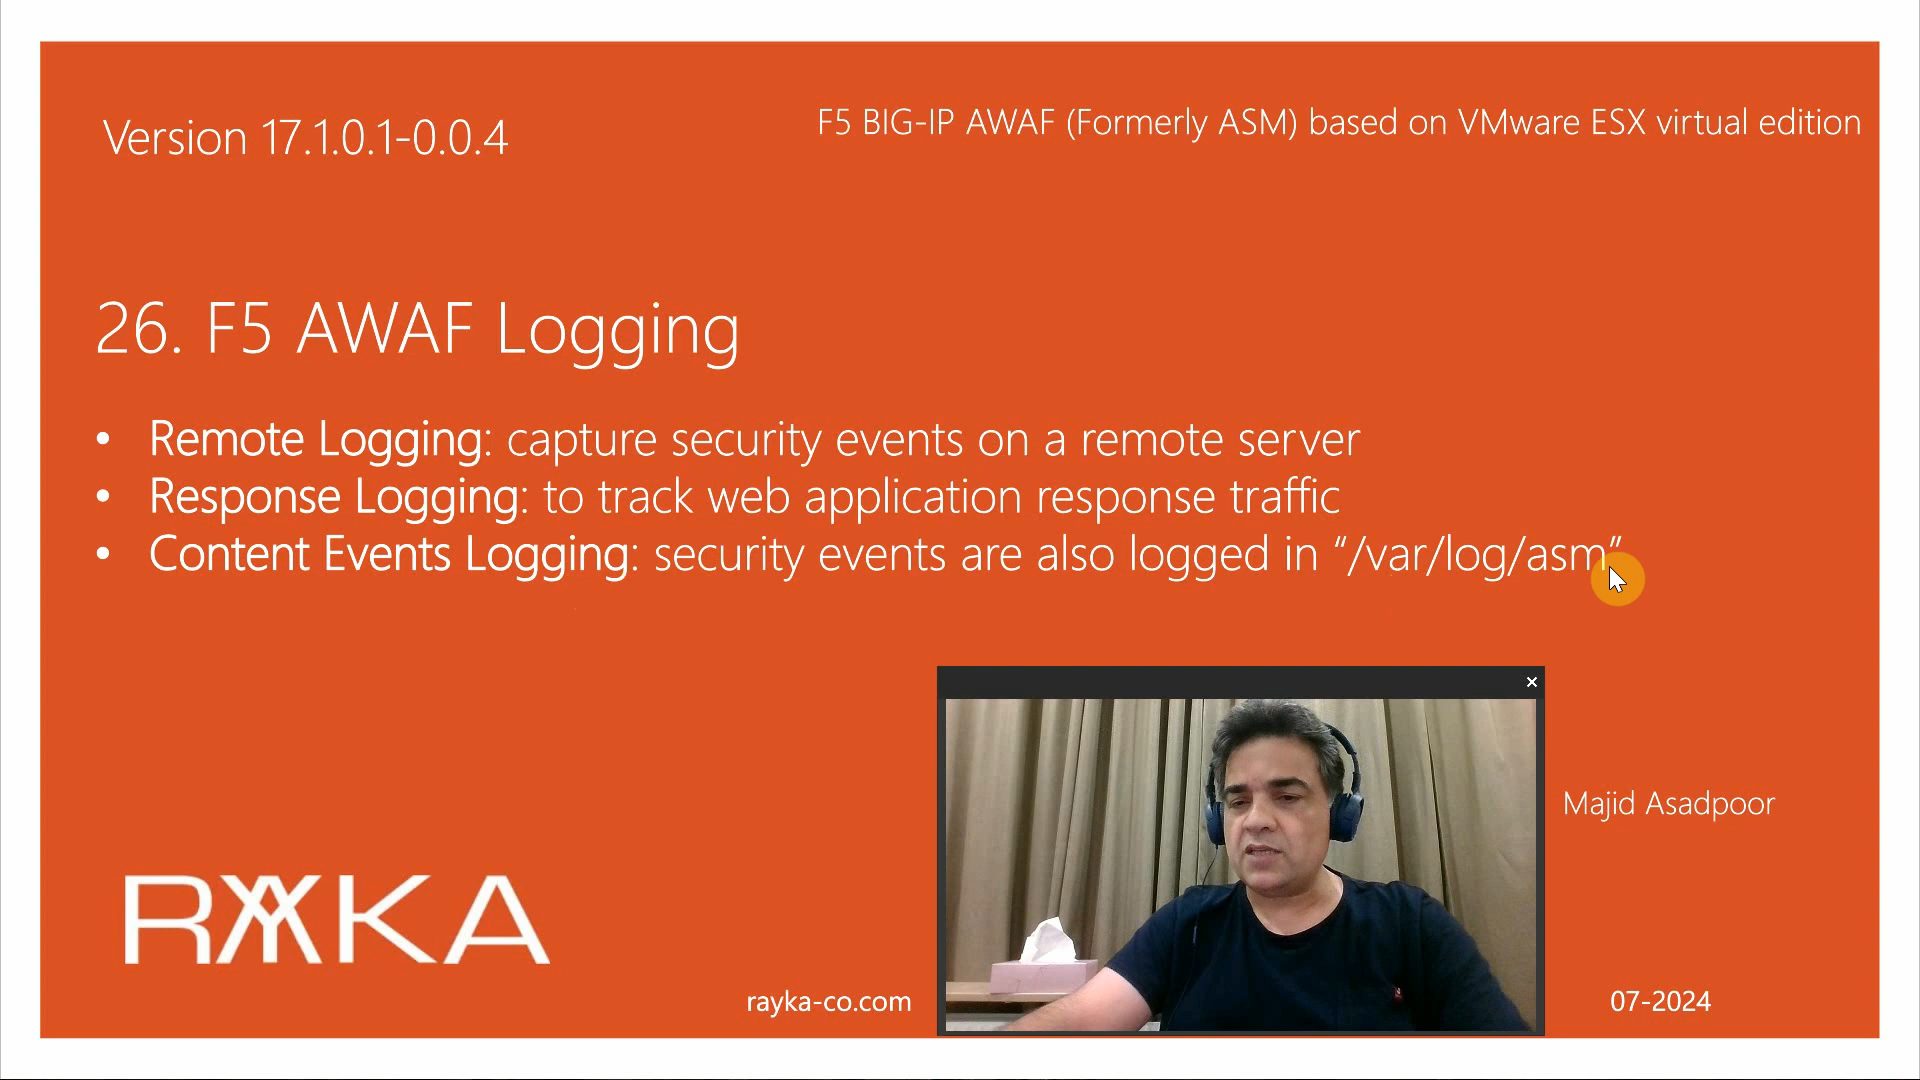 Version 17.1.0.1-0.0.4
F5 BIG-IP AWAF (Formerly ASM) based on VMware ESX virtual edition
26. F5 AWAF Logging
• Remote Logging: capture security events on a remote server
• Response Logging: to track web application response traffic
• Content Events Logging: security events are also logged in “/var/log/asm”
Majid Asadpoor
RAYKA
rayka-co.com
07-2024